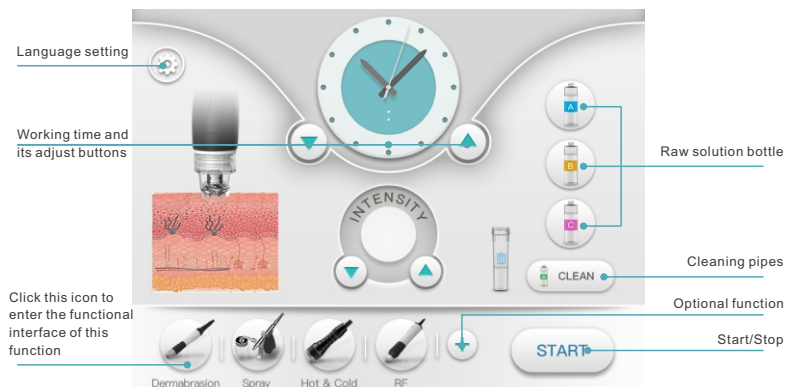 Language setting
Working time and
its adjust buttons
INTENSITY
A
B
C
Raw solution bottle
Cleaning pipes
CLEAN
Click this icon to
enter the functional
interface of this
function
Optional function
START
Start/Stop
Dermabrasion
Spray
Hot & Cold
RF